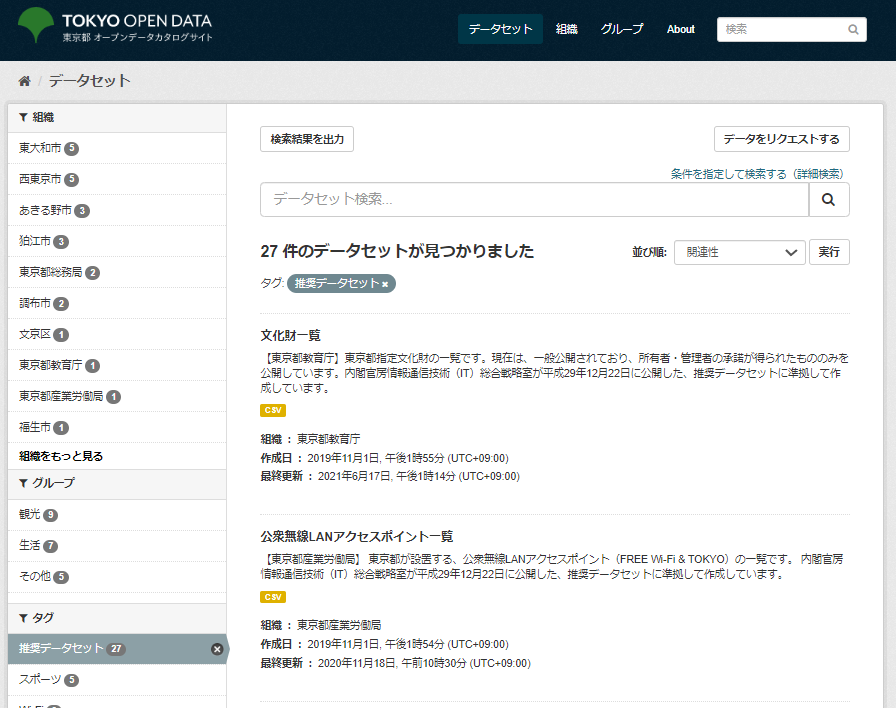 TOKYO OPEN DATA
東京都 オープンデータカタログサイト
データセット 組織 グループ About 検索
/ データセット
組織
東大和市 5
西東京市 5
あきる野市 3
狛江市 3
東京都総務局 2
調布市 2
文京区 1
東京都教育庁 1
東京都産業労働局 1
福生市 1
組織をもっと見る
グループ
観光 9
生活 7
その他 5
タグ
推奨データセット 27
スポーツ 5
検索結果を出力 データをリクエストする
条件を指定して検索する（詳細検索）
データセット検索...
27 件のデータセットが見つかりました 並び順: 関連性 実行
タグ: 推奨データセット ×
文化財一覧
【東京都教育庁】東京都指定文化財の一覧です。現在は、一般公開されており、所有者・管理者の承諾が得られたもののみを
公開しています。内閣官房情報通信技術（IT）総合戦略室が平成29年12月22日に公開した、推奨データセットに準拠して作
成しています。
CSV
組織 ： 東京都教育庁
作成日 ： 2019年11月1日, 午後1時55分 (UTC+09:00)
最終更新 ： 2021年6月17日, 午後1時14分 (UTC+09:00)
公衆無線LANアクセスポイント一覧
【東京都産業労働局】 東京都が設置する、公衆無線LANアクセスポイント（FREE Wi-Fi & TOKYO）の一覧です。 内閣官房
情報通信技術（IT）総合戦略室が平成29年12月22日に公開した、推奨データセットに準拠して作成しています。
CSV
組織 ： 東京都産業労働局
作成日 ： 2019年11月1日, 午後1時54分 (UTC+09:00)
最終更新 ： 2020年11月18日, 午前10時30分 (UTC+09:00)